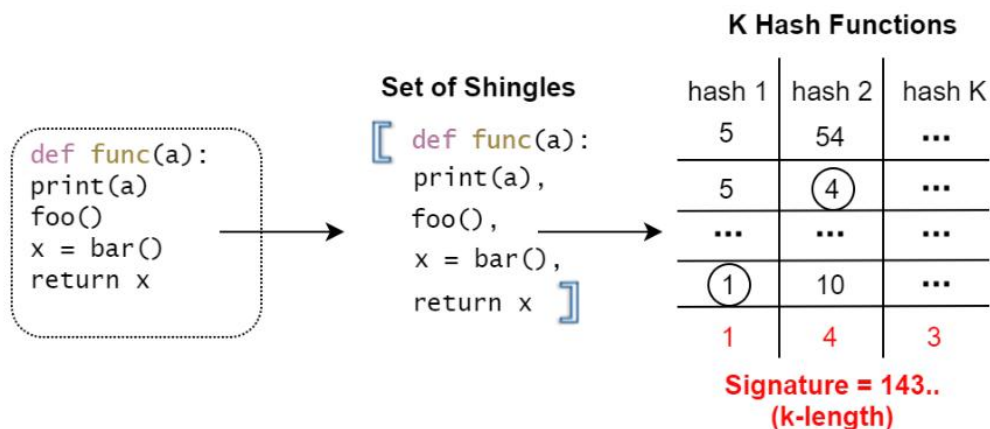 def func(a):
print(a)
foo()
x = bar()
return x
Set of Shingles
[ def func(a):
print(a),
foo(),
x = bar(),
return x ]
K Hash Functions
hash 1 hash 2 hash K
5 54 ...
5 4 ...
... ... ...
1 10 ...
1 4 3
Signature = 143..
(k-length)